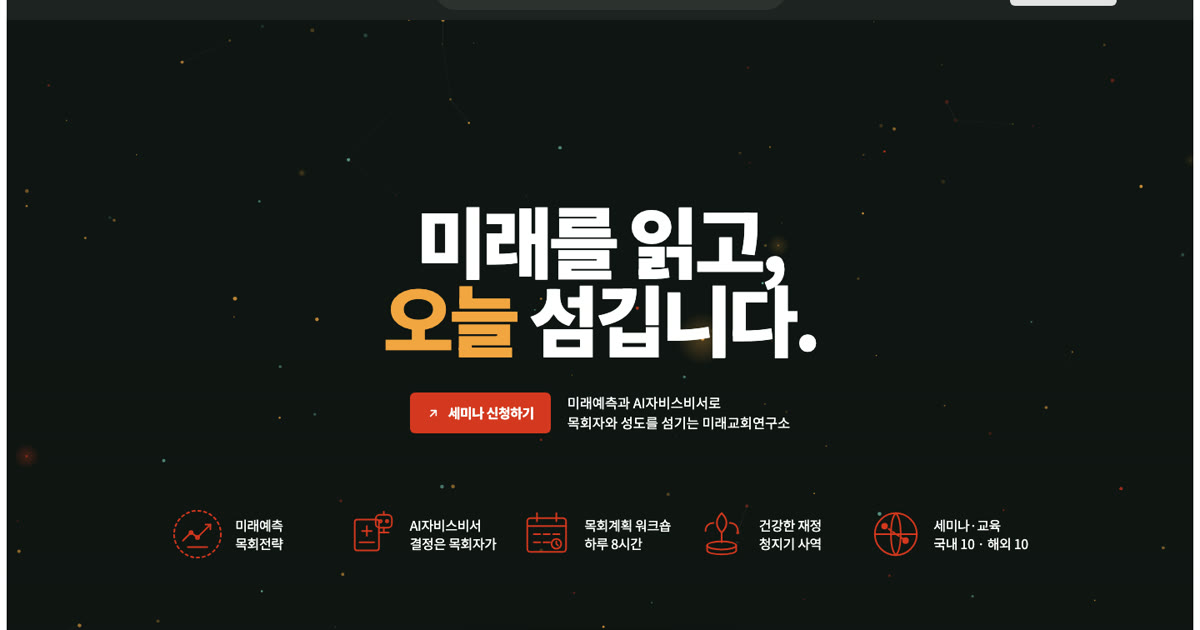 미래를 읽고,
오늘 섬깁니다.
세미나 신청하기
미래예측과 AI자비스비서로
목회자와 성도를 섬기는 미래교회연구소
미래예측
목회전략
AI자비스비서
결정은 목회자가
목회계획 워크숍
하루 8시간
건강한 재정
청지기 사역
세미나·교육
국내 10 · 해외 10